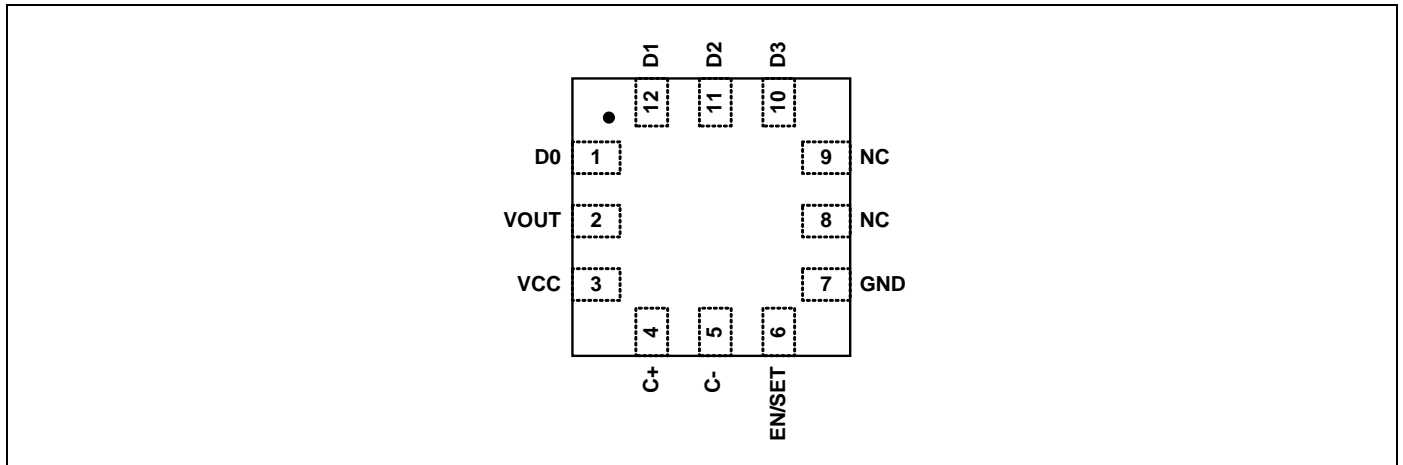 D1 D2 D3
12 11 10
D0 1 9 NC
VOUT 2 8 NC
VCC 3 7 GND
4 5 6
C+ C- EN/SET